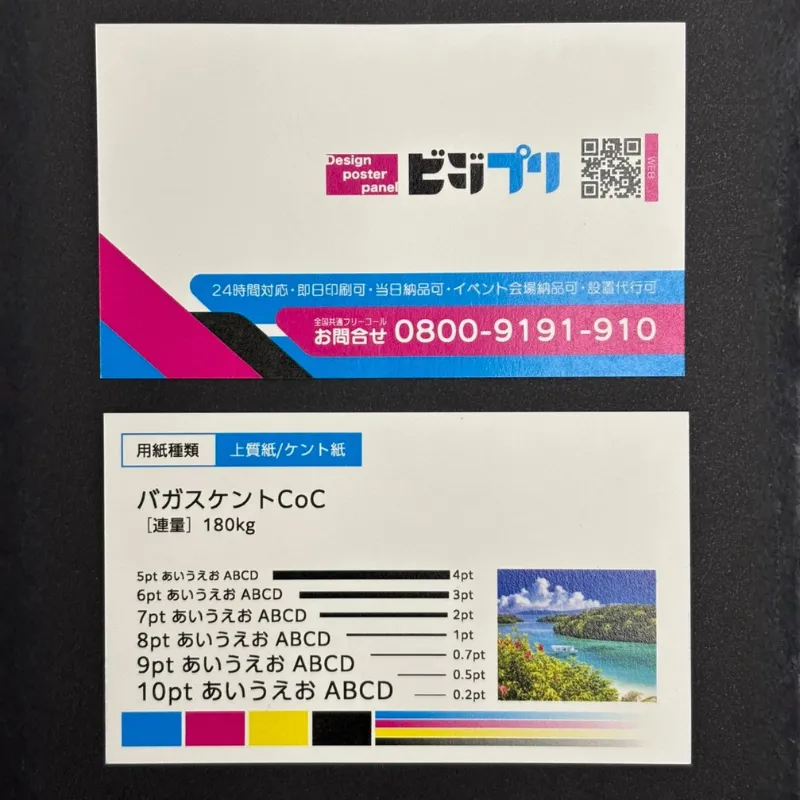 Design
poster
panel
ビジプリ
WEB
24時間対応・即日印刷可・当日納品可・イベント会場納品可・設置代行可
全国共通フリーコール
お問合せ 0800-9191-910
用紙種類 上質紙/ケント紙
バガスケントCoC
［連量］180kg
5pt あいうえお ABCD 4pt
6pt あいうえお ABCD 3pt
7pt あいうえお ABCD 2pt
8pt あいうえお ABCD 1pt
9pt あいうえお ABCD 0.7pt
0.5pt
10pt あいうえお ABCD 0.2pt